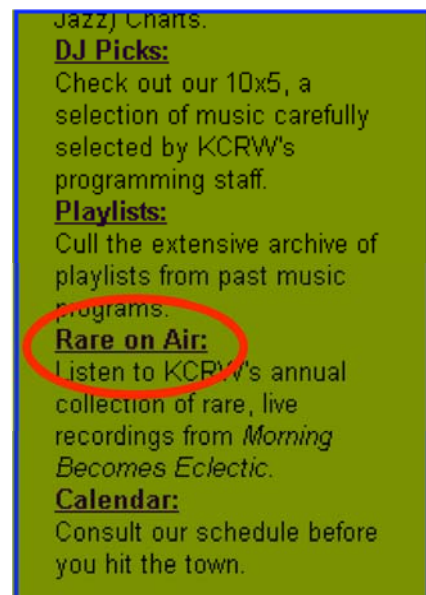 Jazz) Charts.
DJ Picks:
Check out our 10x5, a
selection of music carefully
selected by KCRW's
programming staff.
Playlists:
Cull the extensive archive of
playlists from past music
programs.
Rare on Air:
Listen to KCRW's annual
collection of rare, live
recordings from Morning
Becomes Eclectic.
Calendar:
Consult our schedule before
you hit the town.